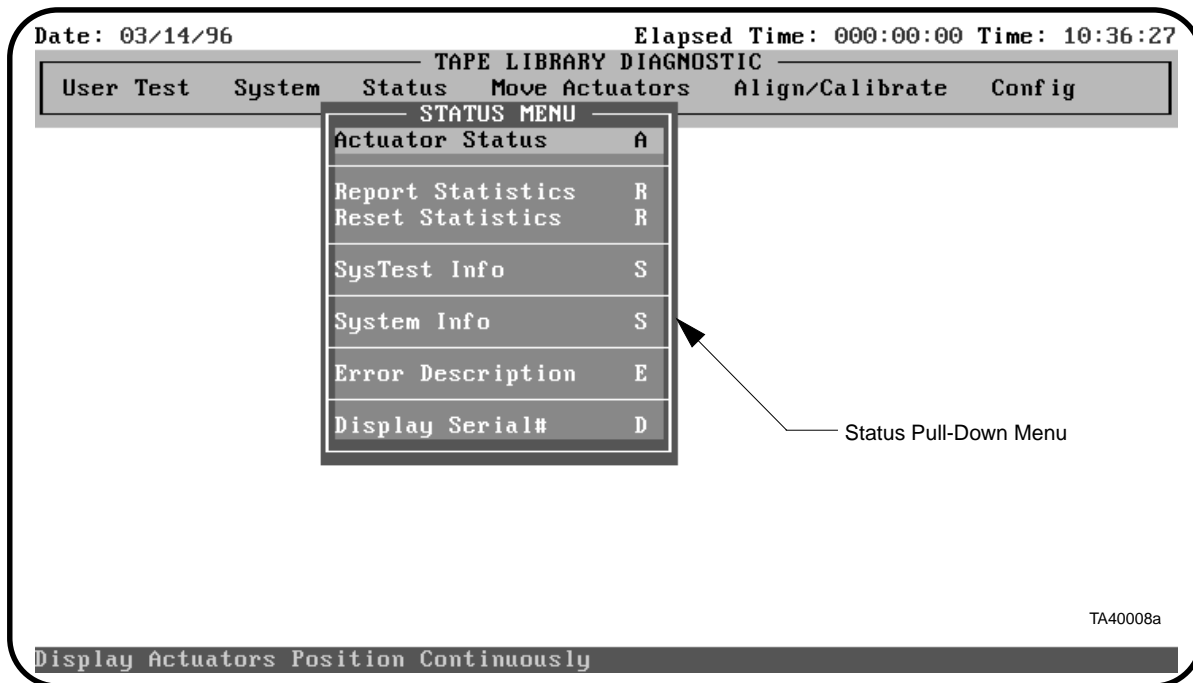 Date: 03/14/96 Elapsed Time: 000:00:00 Time: 10:36:27
TAPE LIBRARY DIAGNOSTIC
User Test System Status Move Actuators Align/Calibrate Config
STATUS MENU
Actuator Status A
Report Statistics R
Reset Statistics R
SysTest Info S
System Info S
Error Description E
Display Serial# D
Status Pull-Down Menu
TA40008a
Display Actuators Position Continuously